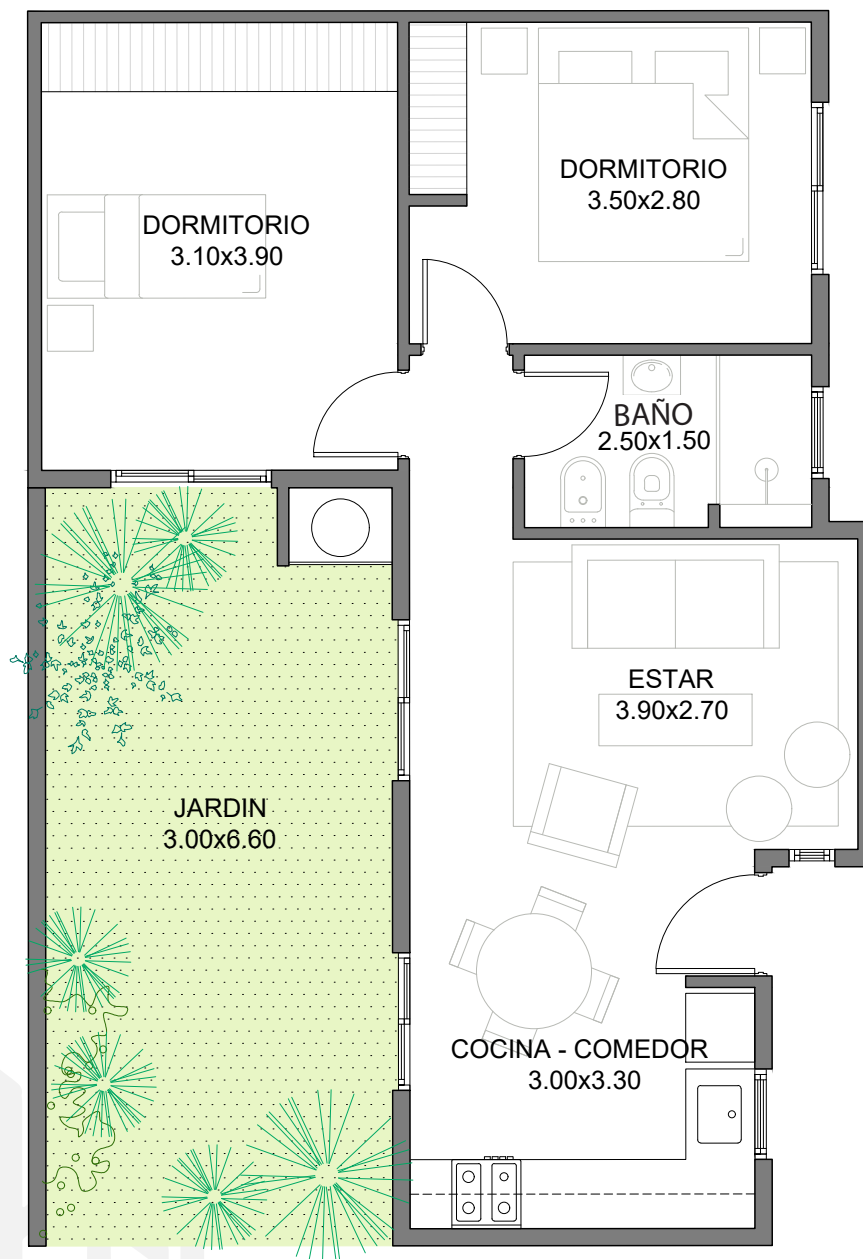 DORMITORIO
3.10x3.90
DORMITORIO
3.50x2.80
BAÑO
2.50x1.50
ESTAR
3.90x2.70
JARDIN
3.00x6.60
COCINA - COMEDOR
3.00x3.30